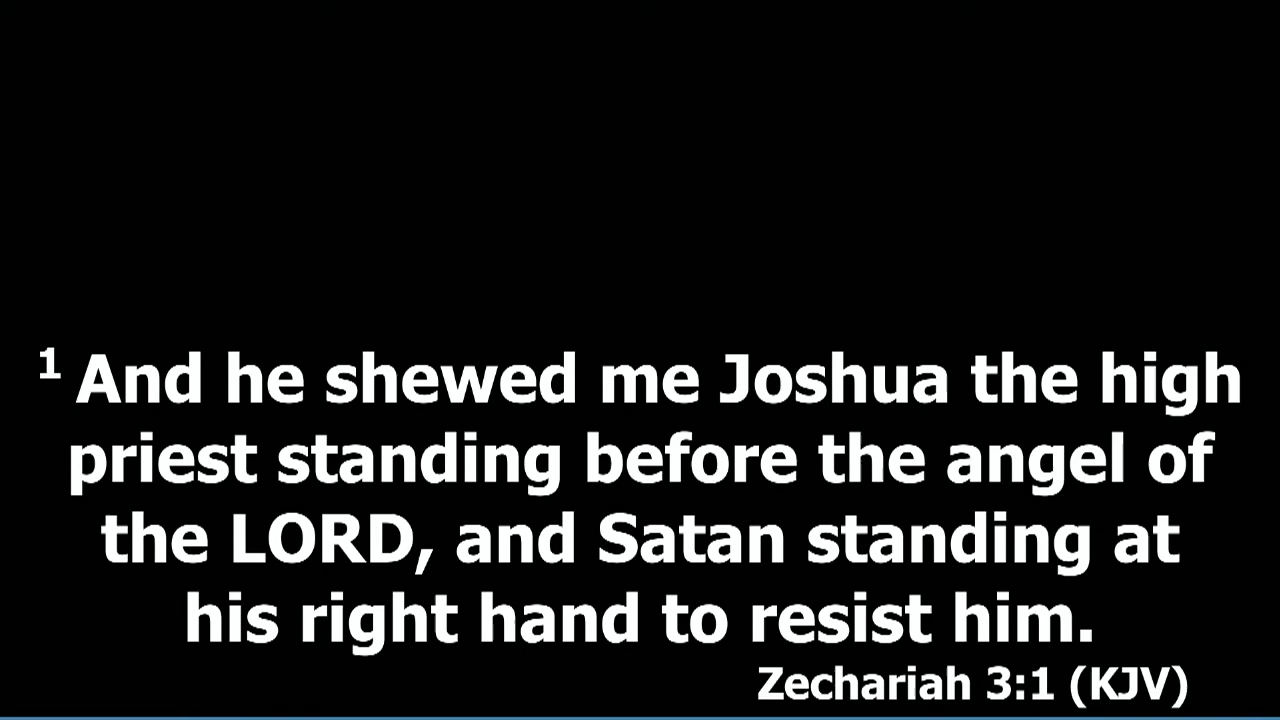 1 And he shewed me Joshua the high
priest standing before the angel of
the LORD, and Satan standing at
his right hand to resist him.
Zechariah 3:1 (KJV)